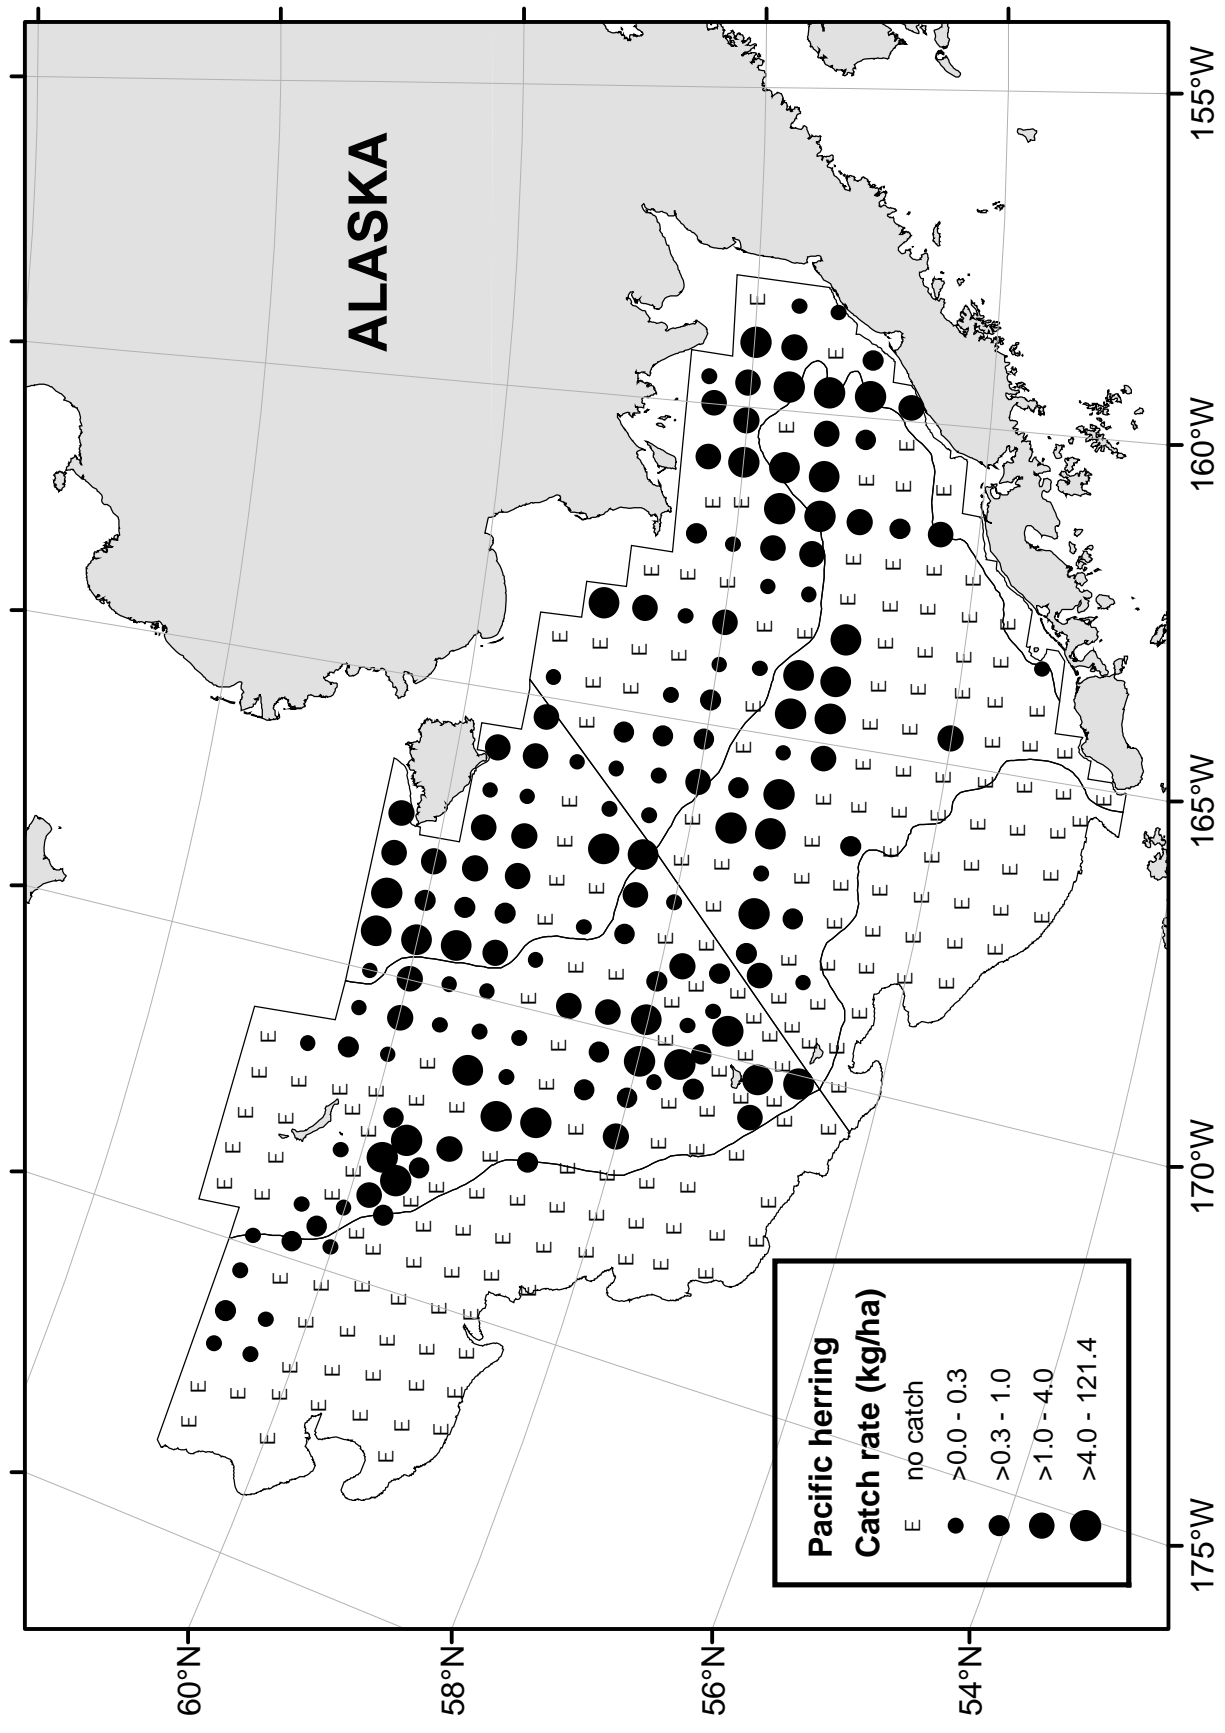 ALASKA
60°N
58°N
56°N
54°N
175°W
170°W
165°W
160°W
155°W
Pacific herring
Catch rate (kg/ha)
E no catch
>0.0 - 0.3
>0.3 - 1.0
>1.0 - 4.0
>4.0 - 121.4